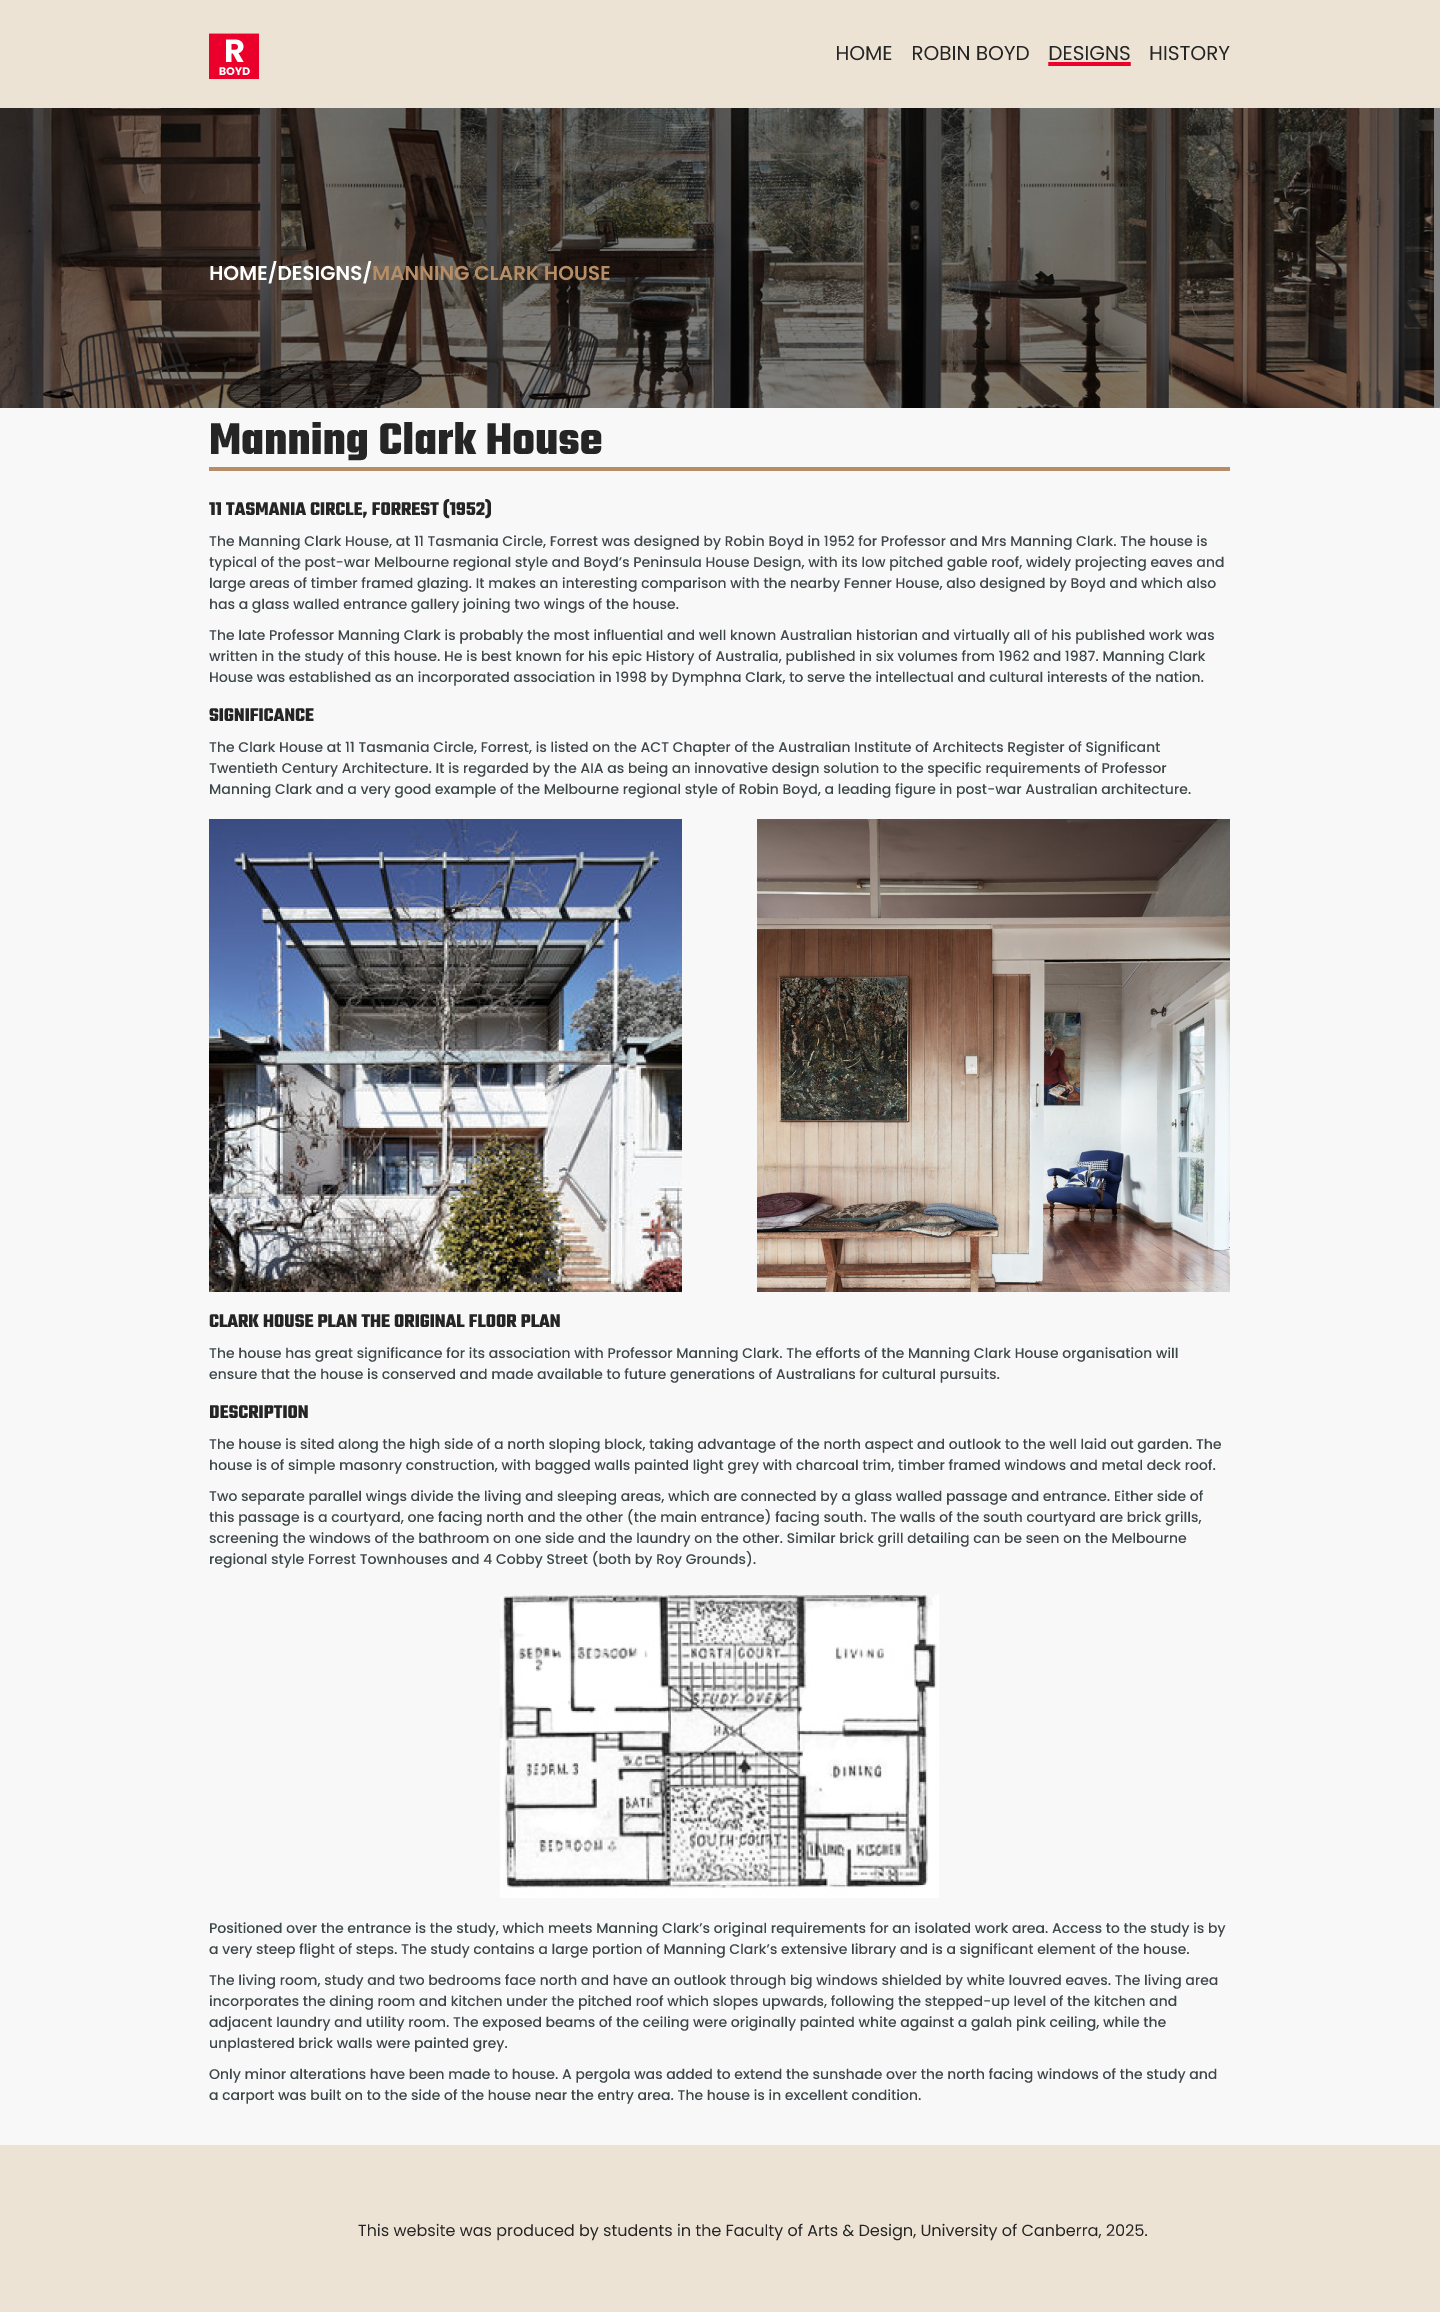 R
BOYD
HOME ROBIN BOYD DESIGNS HISTORY
HOME/DESIGNS/MANNING CLARK HOUSE
Manning Clark House
11 TASMANIA CIRCLE, FORREST (1952)
The Manning Clark House, at 11 Tasmania Circle, Forrest was designed by Robin Boyd in 1952 for Professor and Mrs Manning Clark. The house is
typical of the post-war Melbourne regional style and Boyd’s Peninsula House Design, with its low pitched gable roof, widely projecting eaves and
large areas of timber framed glazing. It makes an interesting comparison with the nearby Fenner House, also designed by Boyd and which also
has a glass walled entrance gallery joining two wings of the house.
The late Professor Manning Clark is probably the most influential and well known Australian historian and virtually all of his published work was
written in the study of this house. He is best known for his epic History of Australia, published in six volumes from 1962 and 1987. Manning Clark
House was established as an incorporated association in 1998 by Dymphna Clark, to serve the intellectual and cultural interests of the nation.
SIGNIFICANCE
The Clark House at 11 Tasmania Circle, Forrest, is listed on the ACT Chapter of the Australian Institute of Architects Register of Significant
Twentieth Century Architecture. It is regarded by the AIA as being an innovative design solution to the specific requirements of Professor
Manning Clark and a very good example of the Melbourne regional style of Robin Boyd, a leading figure in post-war Australian architecture.
CLARK HOUSE PLAN THE ORIGINAL FLOOR PLAN
The house has great significance for its association with Professor Manning Clark. The efforts of the Manning Clark House organisation will
ensure that the house is conserved and made available to future generations of Australians for cultural pursuits.
DESCRIPTION
The house is sited along the high side of a north sloping block, taking advantage of the north aspect and outlook to the well laid out garden. The
house is of simple masonry construction, with bagged walls painted light grey with charcoal trim, timber framed windows and metal deck roof.
Two separate parallel wings divide the living and sleeping areas, which are connected by a glass walled passage and entrance. Either side of
this passage is a courtyard, one facing north and the other (the main entrance) facing south. The walls of the south courtyard are brick grills,
screening the windows of the bathroom on one side and the laundry on the other. Similar brick grill detailing can be seen on the Melbourne
regional style Forrest Townhouses and 4 Cobby Street (both by Roy Grounds).
BEDRM. 2
BEDROOM 1
NORTH COURT
LIVING
STUDY OVER
HALL
BEDRM. 3
W.C
DINING
BATH
BEDROOM 4
SOUTH COURT
LAUND.
KITCHEN
Positioned over the entrance is the study, which meets Manning Clark’s original requirements for an isolated work area. Access to the study is by
a very steep flight of steps. The study contains a large portion of Manning Clark’s extensive library and is a significant element of the house.
The living room, study and two bedrooms face north and have an outlook through big windows shielded by white louvred eaves. The living area
incorporates the dining room and kitchen under the pitched roof which slopes upwards, following the stepped-up level of the kitchen and
adjacent laundry and utility room. The exposed beams of the ceiling were originally painted white against a galah pink ceiling, while the
unplastered brick walls were painted grey.
Only minor alterations have been made to house. A pergola was added to extend the sunshade over the north facing windows of the study and
a carport was built on to the side of the house near the entry area. The house is in excellent condition.
This website was produced by students in the Faculty of Arts & Design, University of Canberra, 2025.